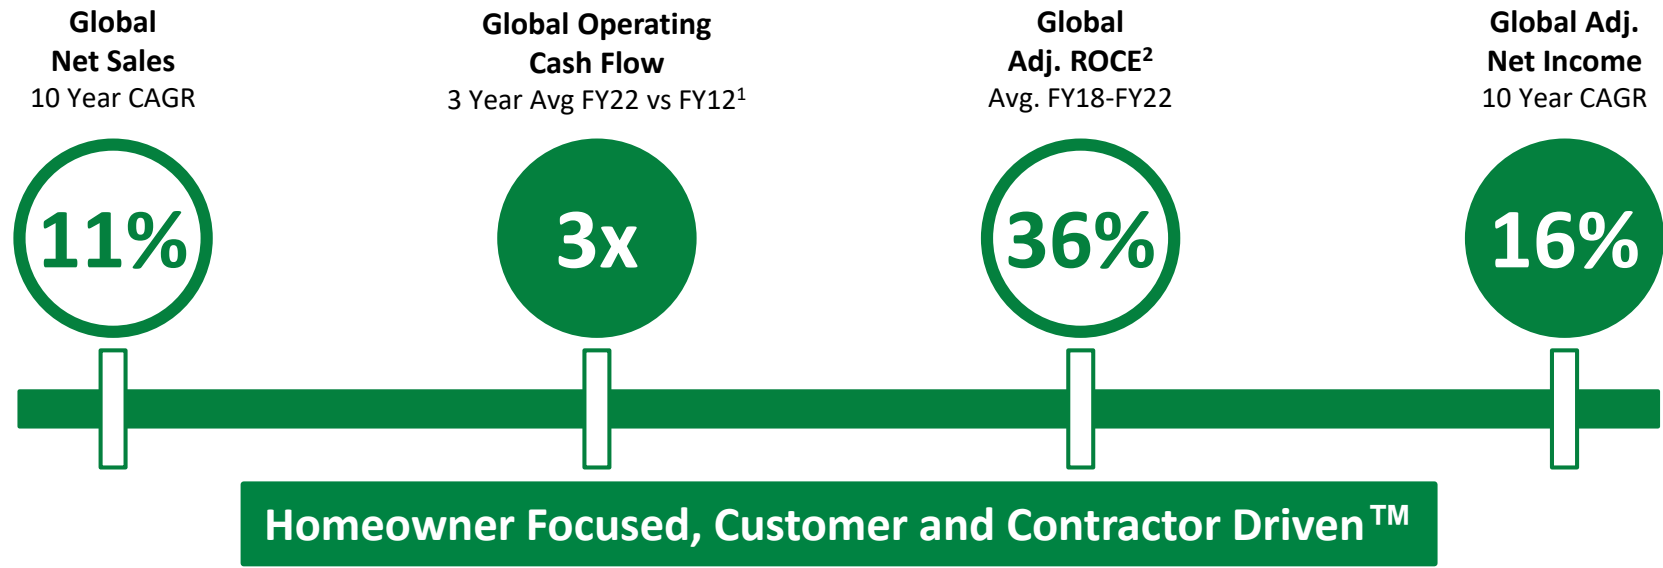 Global
Net Sales
10 Year CAGR
11%
Global Operating
Cash Flow
3 Year Avg FY22 vs FY12¹
3x
Global
Adj. ROCE²
Avg. FY18-FY22
36%
Global Adj.
Net Income
10 Year CAGR
16%
Homeowner Focused, Customer and Contractor Driven™